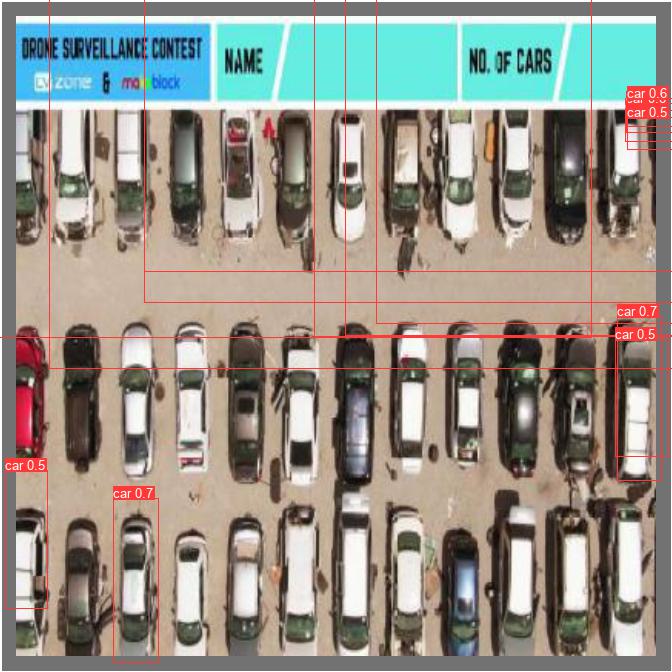 DRONE SURVEILLANCE CONTEST
NAME
NO. OF CARS
cvzone & makeblock
car 0.6
car 0.5
car 0.7
car 0.5
car 0.5
car 0.7